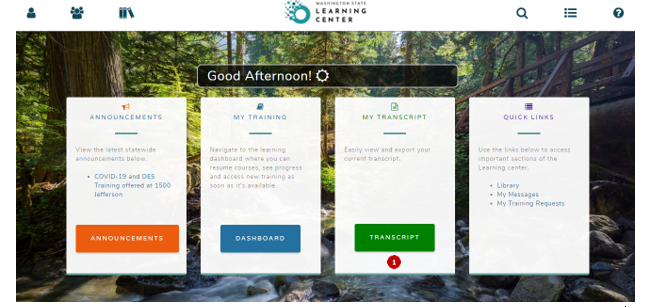 WASHINGTON STATE
LEARNING
CENTER
Good Afternoon!
ANNOUNCEMENTS
View the latest statewide
announcements below.
COVID-19 and DES
Training offered at 1500
Jefferson
ANNOUNCEMENTS
MY TRAINING
Navigate to the learning
dashboard where you can
resume courses, see progress
and access new training as
soon as it's available.
DASHBOARD
MY TRANSCRIPT
Easily view and export your
current transcript.
TRANSCRIPT
1
QUICK LINKS
Use the links below to access
important sections of the
Learning center.
Library
My Messages
My Training Requests